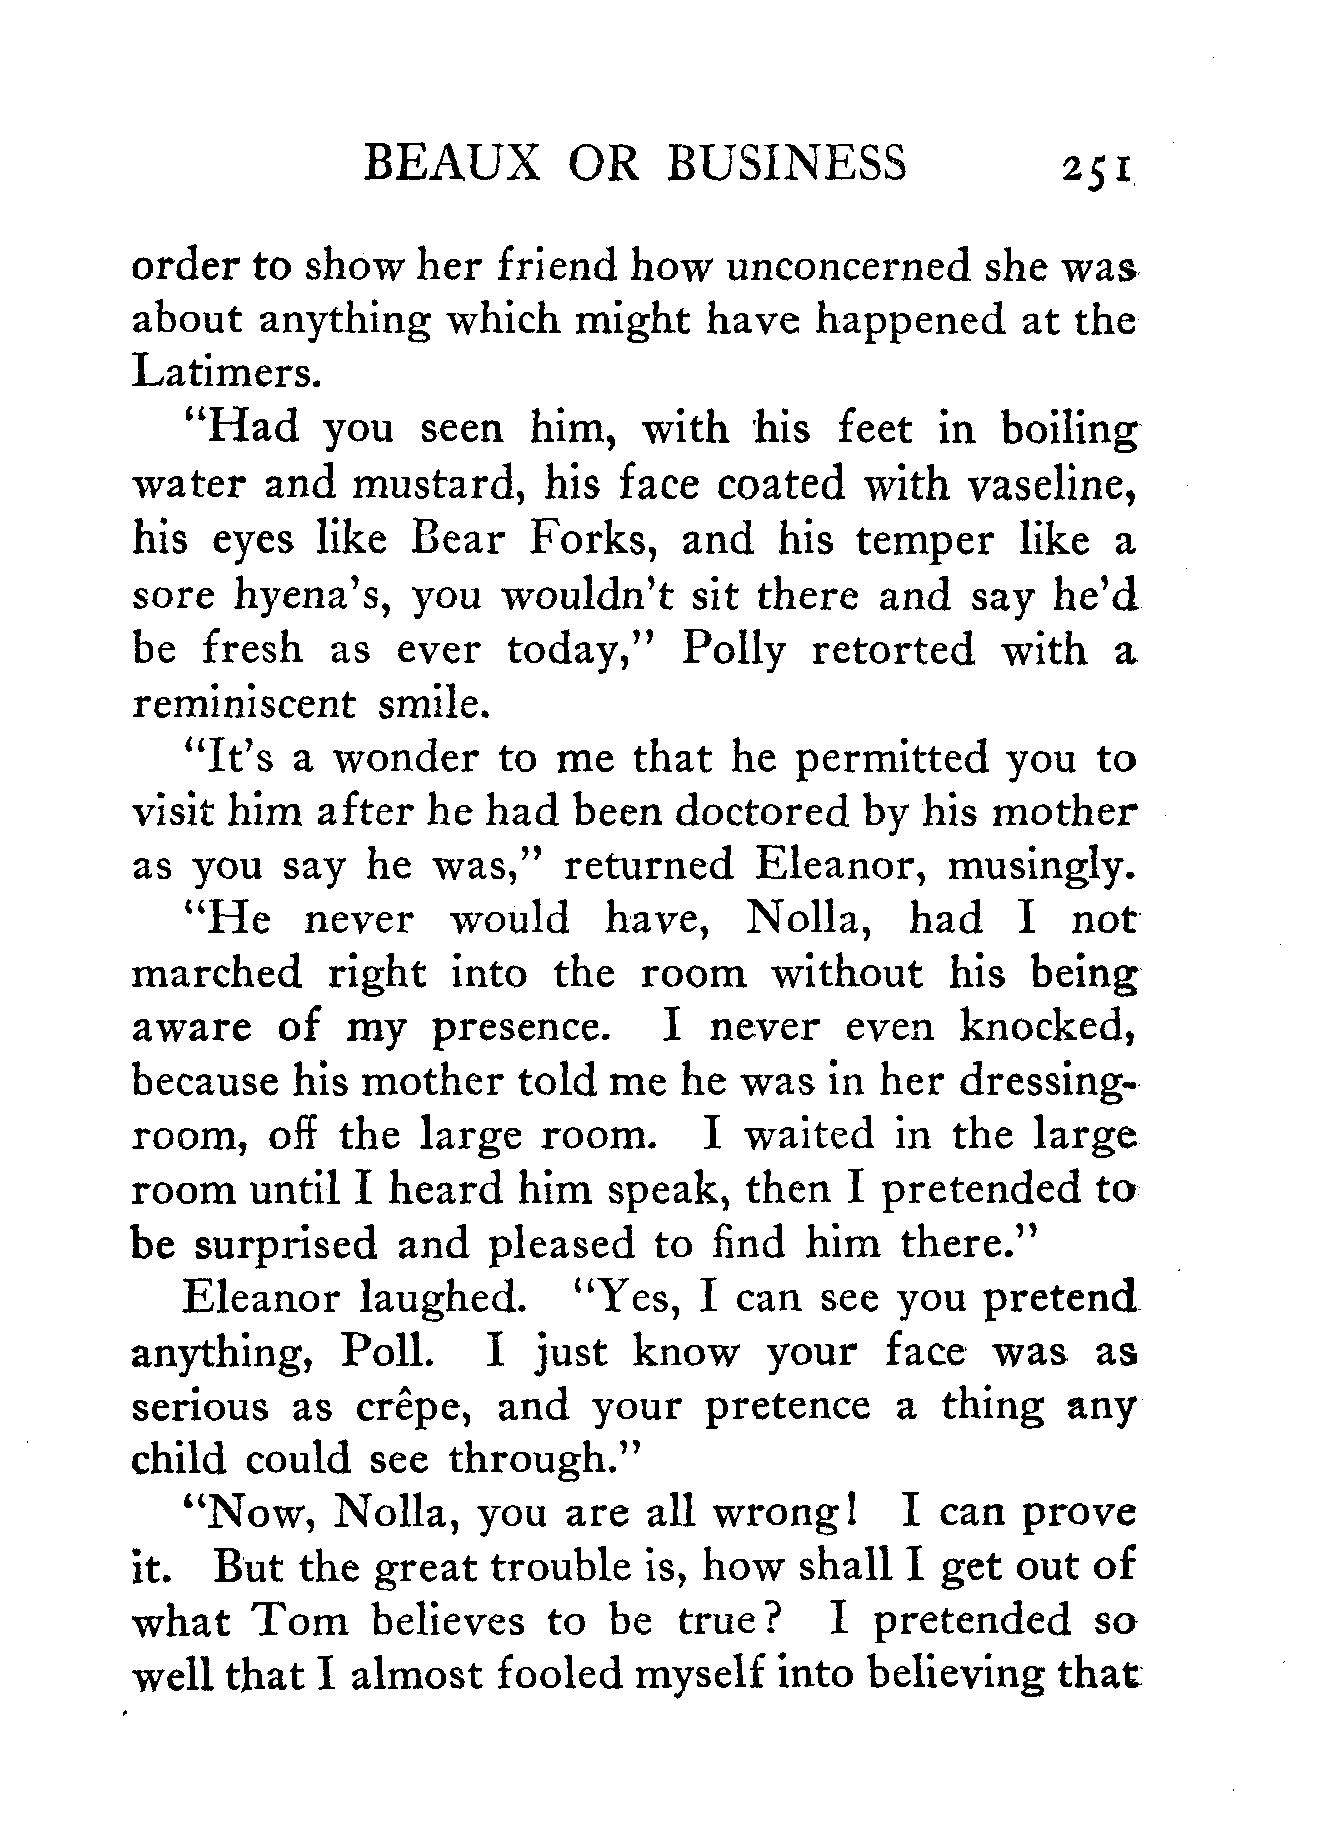 BEAUX OR BUSINESS 251
order to show her friend how unconcerned she was
about anything which might have happened at the
Latimers.
"Had you seen him, with his feet in boiling
water and mustard, his face coated with vaseline,
his eyes like Bear Forks, and his temper like a
sore hyena's, you wouldn't sit there and say he'd
be fresh as ever today," Polly retorted with a
reminiscent smile.
"It's a wonder to me that he permitted you to
visit him after he had been doctored by his mother
as you say he was," returned Eleanor, musingly.
"He never would have, Nolla, had I not
marched right into the room without his being
aware of my presence. I never even knocked,
because his mother told me he was in her dressing-
room, off the large room. I waited in the large
room until I heard him speak, then I pretended to
be surprised and pleased to find him there."
Eleanor laughed. "Yes, I can see you pretend
anything, Poll. I just know your face was as
serious as crêpe, and your pretence a thing any
child could see through."
"Now, Nolla, you are all wrong! I can prove
it. But the great trouble is, how shall I get out of
what Tom believes to be true? I pretended so
well that I almost fooled myself into believing that